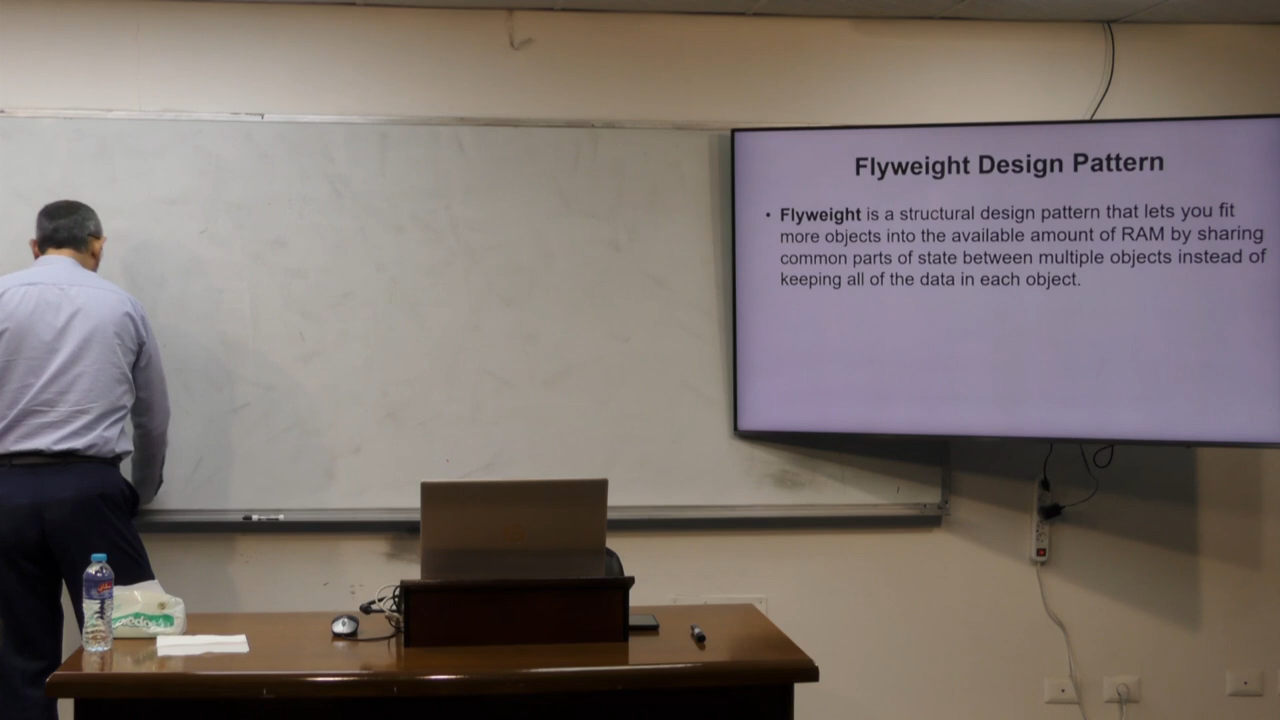 Flyweight Design Pattern
• Flyweight is a structural design pattern that lets you fit
more objects into the available amount of RAM by sharing
common parts of state between multiple objects instead of
keeping all of the data in each object.